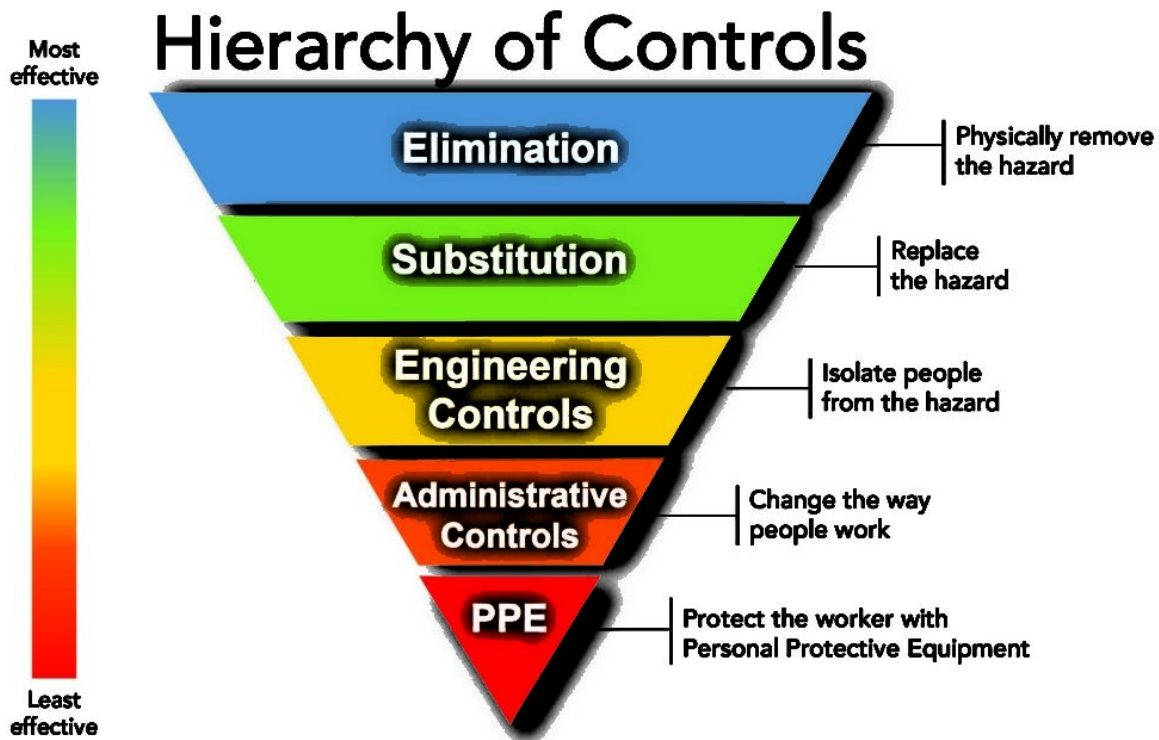 Hierarchy of Controls
Most
effective
Elimination
Physically remove
the hazard
Substitution
Replace
the hazard
Engineering
Controls
Isolate people
from the hazard
Administrative
Controls
Change the way
people work
PPE
Protect the worker with
Personal Protective Equipment
Least
effective